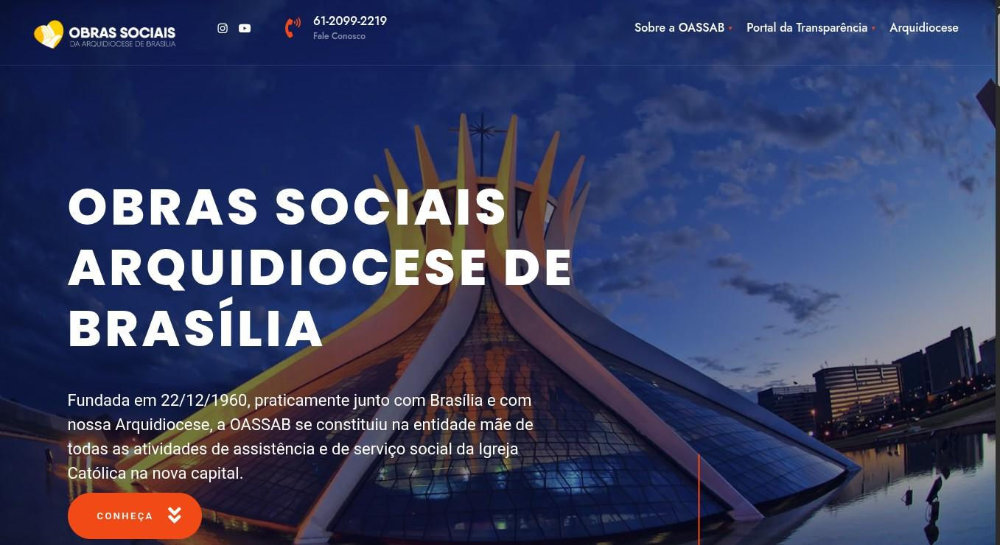 OBRAS SOCIAIS
DA ARQUIDIOCESE DE BRASÍLIA
61-2099-2219
Fale Conosco
Sobre a OASSAB
Portal da Transparência
Arquidiocese
OBRAS SOCIAIS
ARQUIDIOCESE DE
BRASÍLIA
Fundada em 22/12/1960, praticamente junto com Brasília e com
nossa Arquidiocese, a OASSAB se constituiu na entidade mãe de
todas as atividades de assistência e de serviço social da Igreja
Católica na nova capital.
CONHEÇA